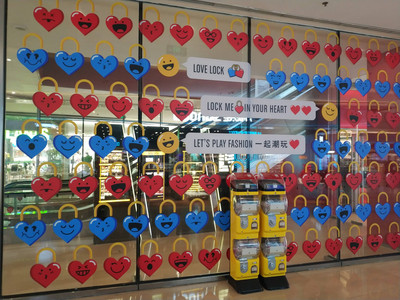 LOVE LOCK
LOCK ME IN YOUR HEART
LET'S PLAY FASHION 一起潮玩